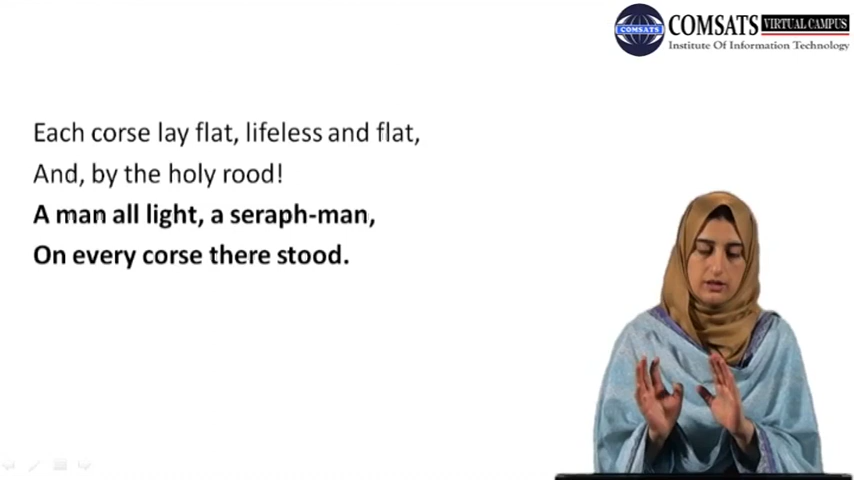 COMSATS
COMSATS VIRTUAL CAMPUS
Institute Of Information Technology
Each corse lay flat, lifeless and flat,
And, by the holy rood!
A man all light, a seraph-man,
On every corse there stood.